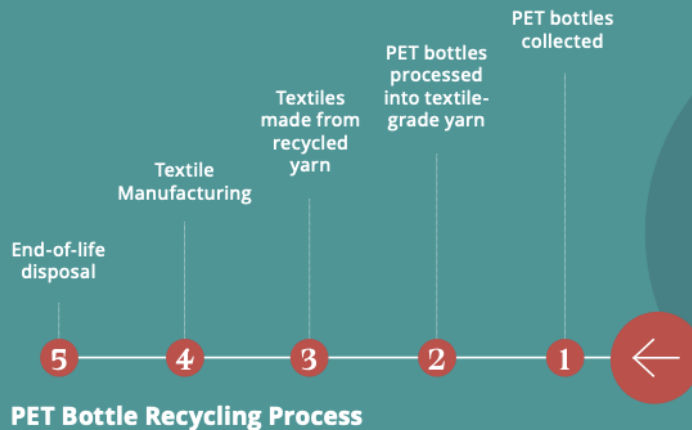 PET bottles
collected
PET bottles
processed
into textile-
grade yarn
Textiles
made from
recycled
yarn
Textile
Manufacturing
End-of-life
disposal
5 4 3 2 1
PET Bottle Recycling Process